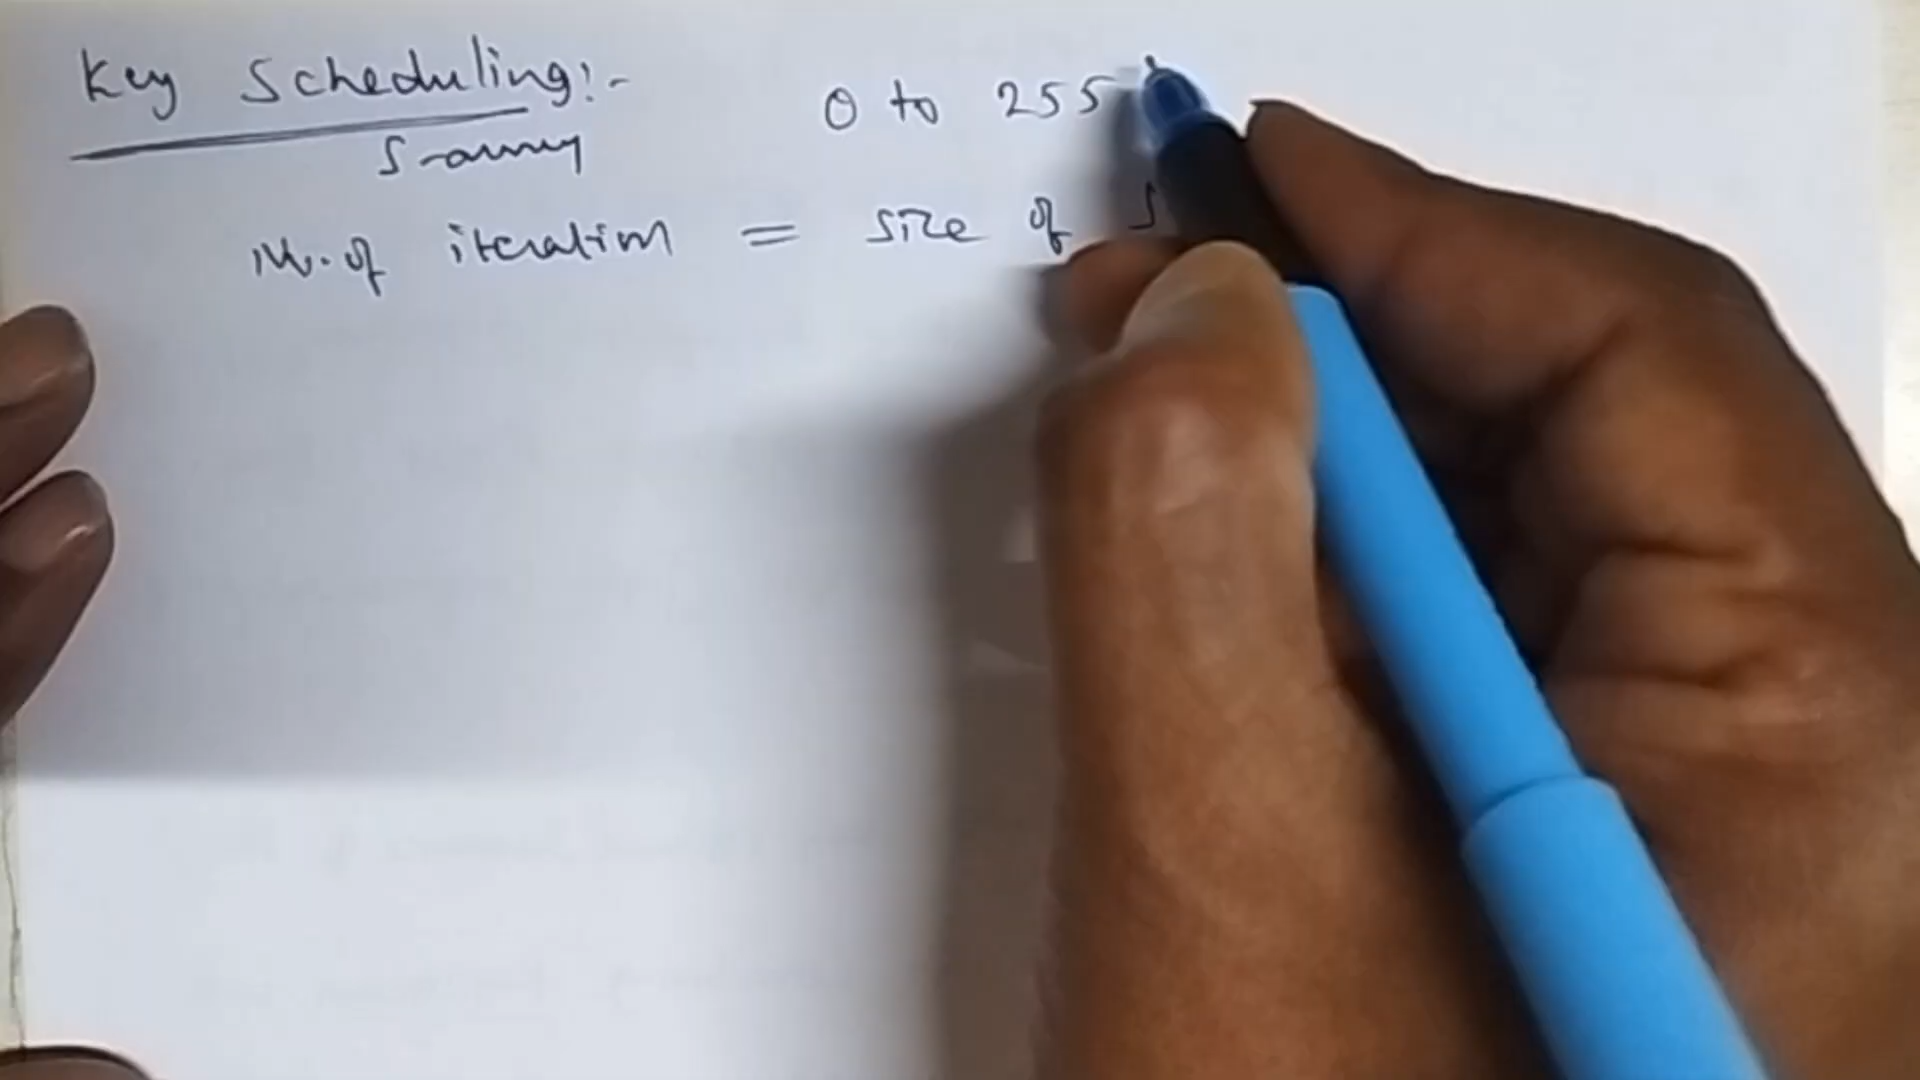 Key Scheduling:- 0 to 255
S-array
No. of iteration = size of S